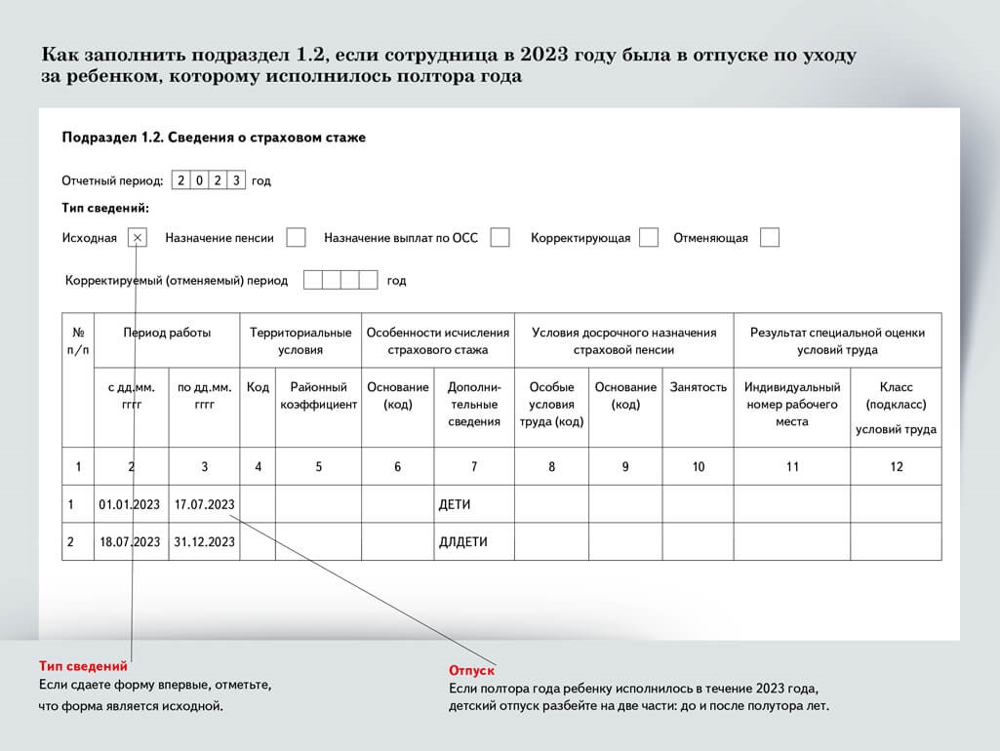 Как заполнить подраздел 1.2, если сотрудница в 2023 году была в отпуске по уходу
за ребенком, которому исполнилось полтора года
Подраздел 1.2. Сведения о страховом стаже
Отчетный период: 2 0 2 3 год
Тип сведений:
Исходная × Назначение пенсии Назначение выплат по ОСС Корректирующая Отменяющая
Корректируемый (отменяемый) период год
№ п/п Период работы Территориальные условия Особенности исчисления страхового стажа Условия досрочного назначения страховой пенсии Результат специальной оценки условий труда
с дд.мм. гггг по дд.мм. гггг Код Районный коэффициент Основание (код) Дополни- тельные сведения Особые условия труда (код) Основание (код) Занятость Индивидуальный номер рабочего места Класс (подкласс) условий труда
1 2 3 4 5 6 7 8 9 10 11 12
1 01.01.2023 17.07.2023 ДЕТИ
2 18.07.2023 31.12.2023 ДЛДЕТИ
Тип сведений
Если сдаете форму впервые, отметьте,
что форма является исходной.
Отпуск
Если полтора года ребенку исполнилось в течение 2023 года,
детский отпуск разбейте на две части: до и после полутора лет.